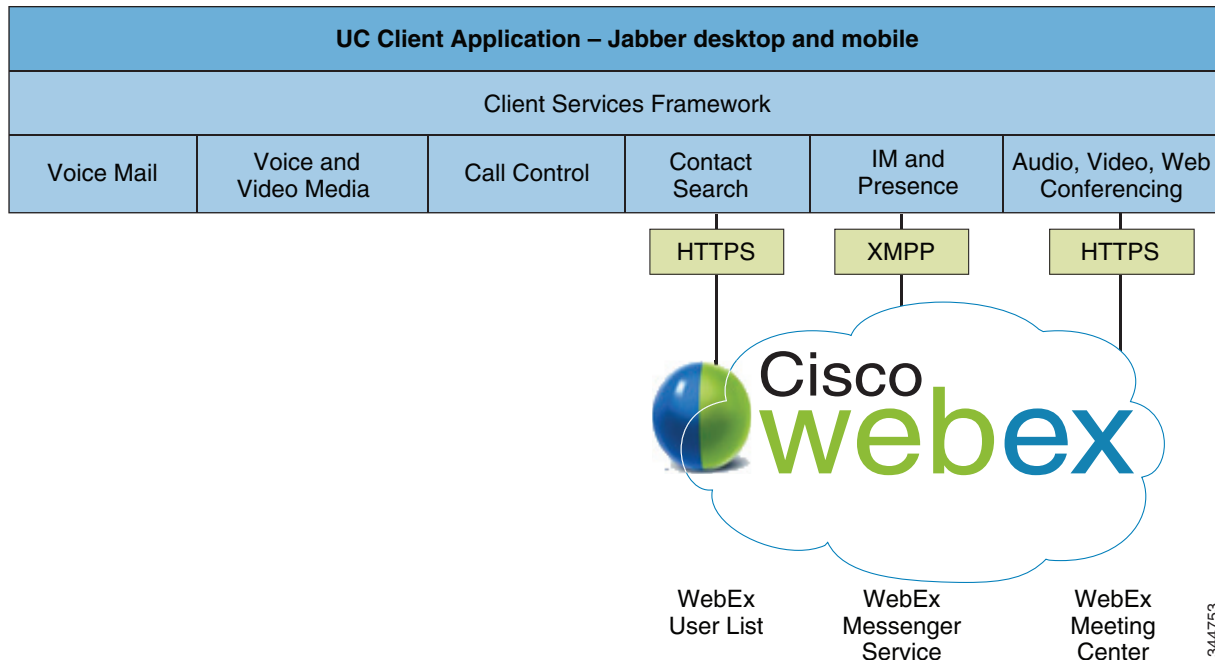 UC Client Application – Jabber desktop and mobile
Client Services Framework
Voice Mail
Voice and
Video Media
Call Control
Contact
Search
IM and
Presence
Audio, Video, Web
Conferencing
HTTPS
XMPP
HTTPS
Cisco
webex
WebEx
User List
WebEx
Messenger
Service
WebEx
Meeting
Center
344753